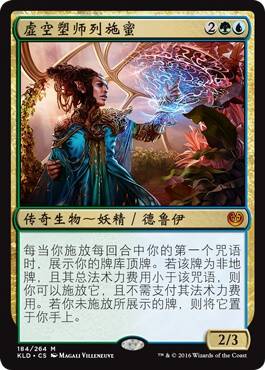 虚空塑师列施蜜 2
传奇生物～妖精 / 德鲁伊
每当你施放每回合中你的第一个咒语
时，展示你的牌库顶牌。若该牌为非地
牌，且其总法术力费用小于该咒语，则
你可以施放它，且不需支付其法术力费
用。若你未施放所展示的牌，则将它置
于你手上。
2/3
184/264 M
KLD • CS MAGALI VILLENEUVE
™ & © 2016 Wizards of the Coast